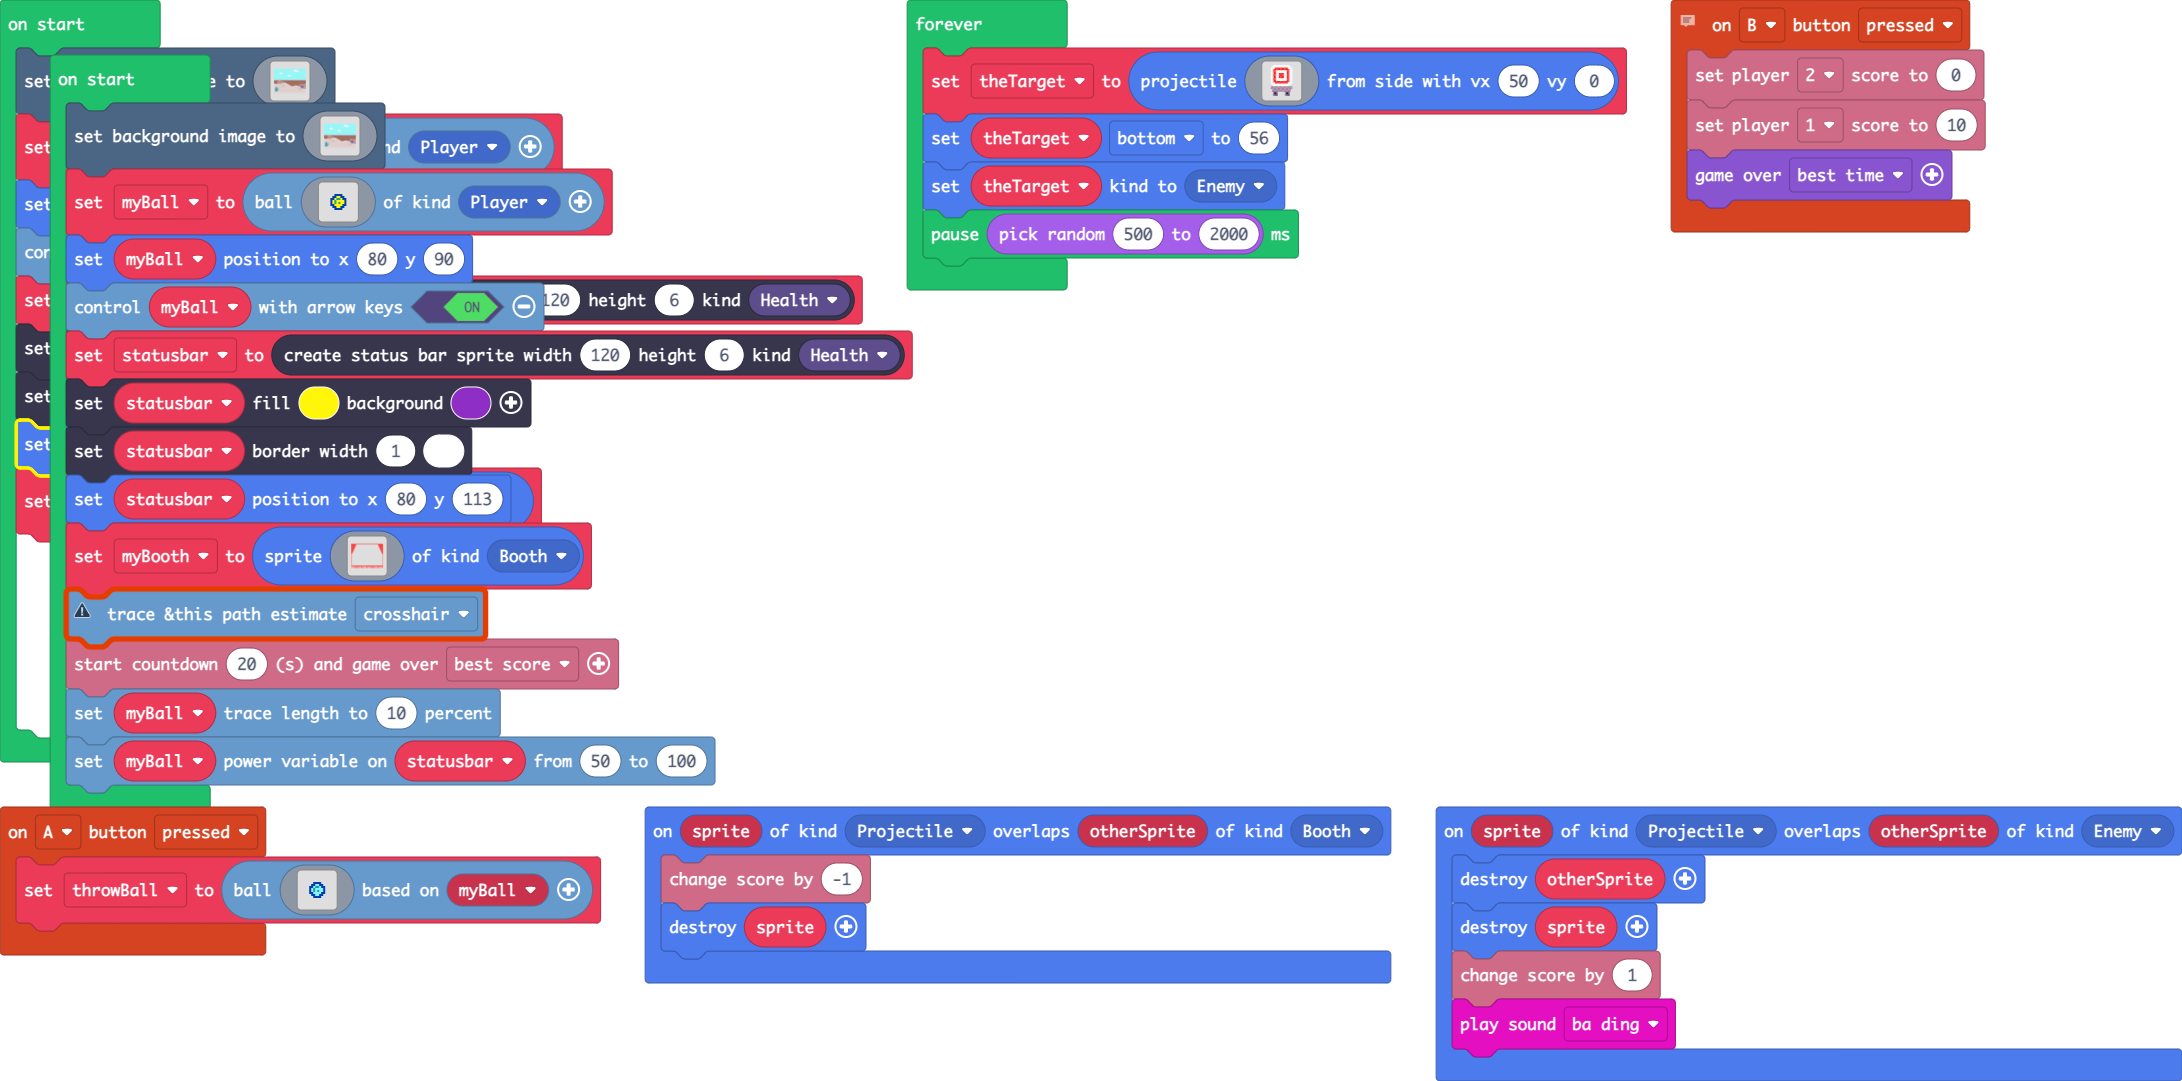 on start
set
e to
set
nd Player
set
con
set
120 height 6 kind Health
set
set
set
set
on start
set background image to
set myBall to ball of kind Player
set myBall position to x 80 y 90
control myBall with arrow keys ON
set statusbar to create status bar sprite width 120 height 6 kind Health
set statusbar fill background
set statusbar border width 1
set statusbar position to x 80 y 113
set myBooth to sprite of kind Booth
trace &this path estimate crosshair
start countdown 20 (s) and game over best score
set myBall trace length to 10 percent
set myBall power variable on statusbar from 50 to 100
forever
set theTarget to projectile from side with vx 50 vy 0
set theTarget bottom to 56
set theTarget kind to Enemy
pause pick random 500 to 2000 ms
on B button pressed
set player 2 score to 0
set player 1 score to 10
game over best time
on A button pressed
set throwBall to ball based on myBall
on sprite of kind Projectile overlaps otherSprite of kind Booth
change score by -1
destroy sprite
on sprite of kind Projectile overlaps otherSprite of kind Enemy
destroy otherSprite
destroy sprite
change score by 1
play sound ba ding